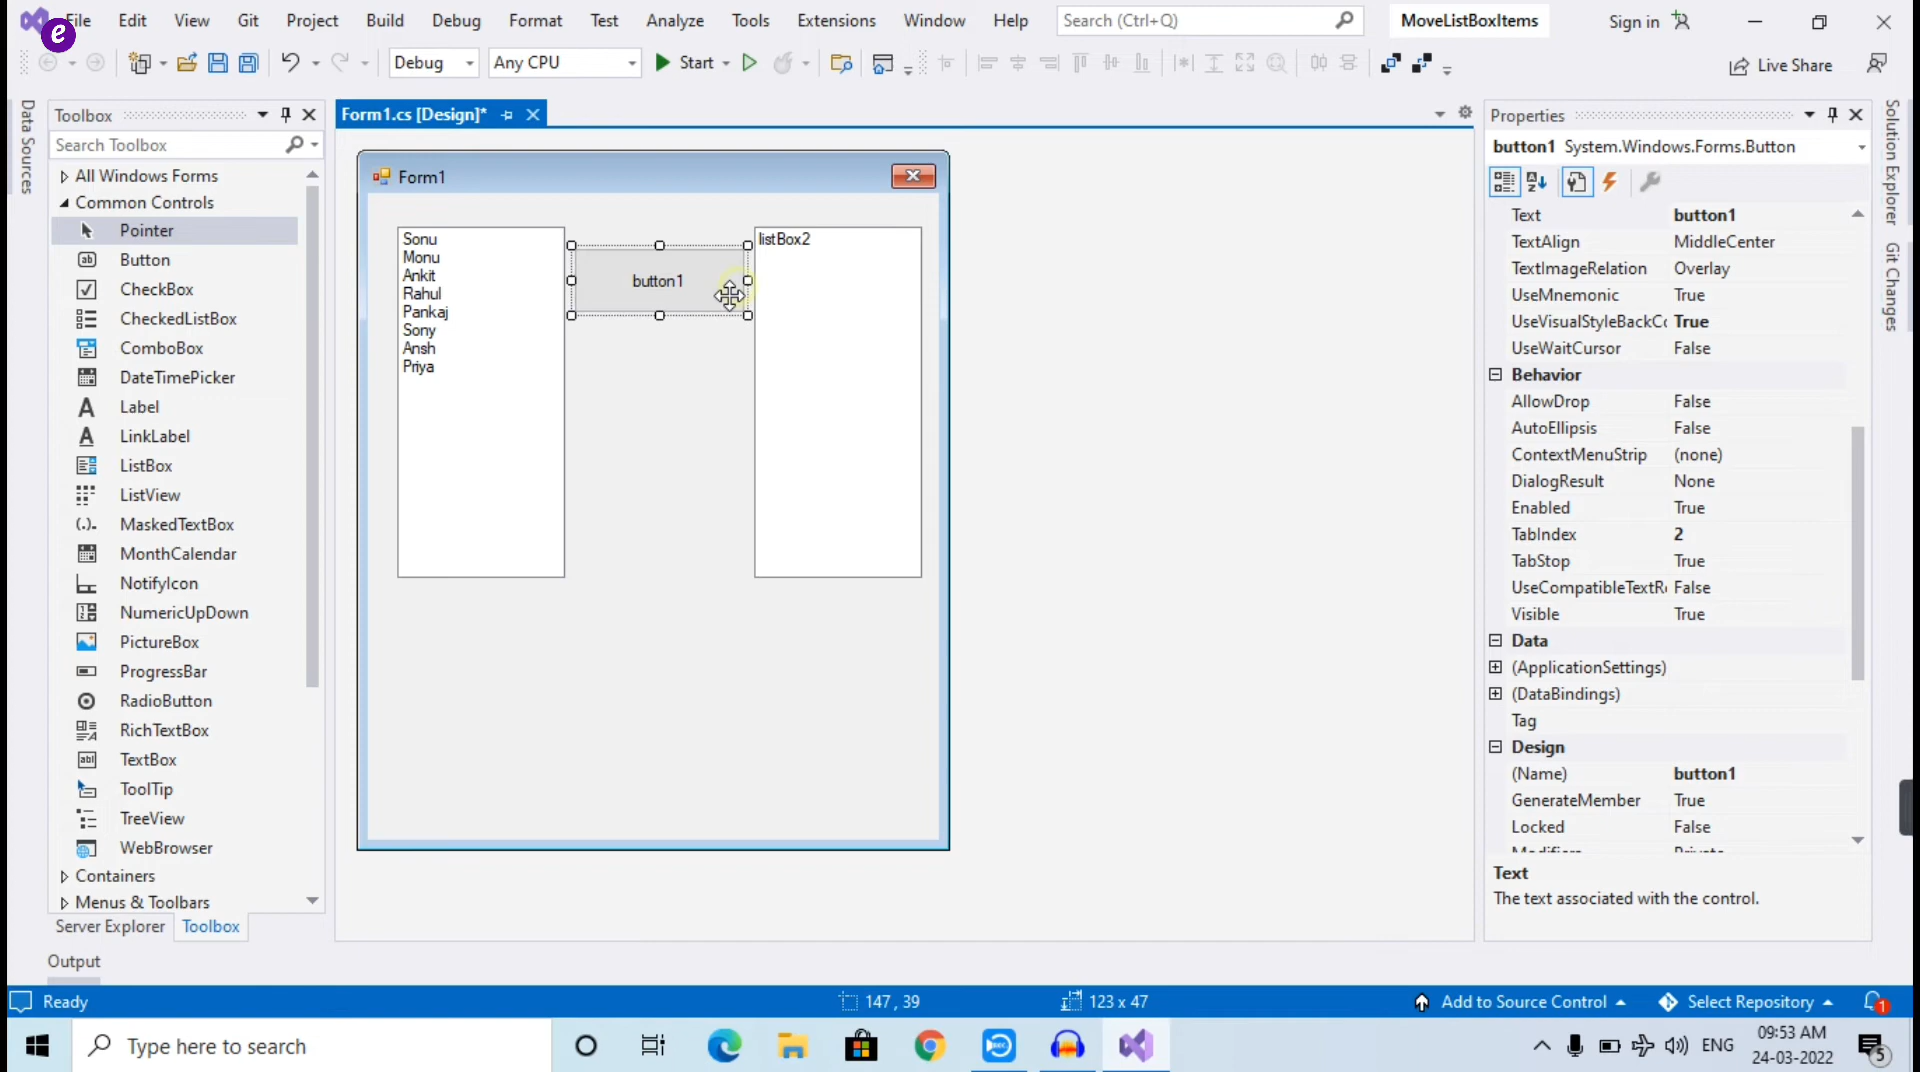 e
File Edit View Git Project Build Debug Format Test Analyze Tools Extensions Window Help Search (Ctrl+Q) MoveListBoxItems Sign in
Debug Any CPU Start Live Share
Data Sources
Toolbox
Search Toolbox
All Windows Forms
Common Controls
Pointer
Button
CheckBox
CheckedListBox
ComboBox
DateTimePicker
Label
LinkLabel
ListBox
ListView
MaskedTextBox
MonthCalendar
NotifyIcon
NumericUpDown
PictureBox
ProgressBar
RadioButton
RichTextBox
TextBox
ToolTip
TreeView
WebBrowser
Containers
Menus & Toolbars
Server Explorer Toolbox
Output
Form1.cs [Design]*
Form1
Sonu
Monu
Ankit
Rahul
Pankaj
Sony
Ansh
Priya
button1
listBox2
Properties
button1 System.Windows.Forms.Button
Text button1
TextAlign MiddleCenter
TextImageRelation Overlay
UseMnemonic True
UseVisualStyleBackCo True
UseWaitCursor False
Behavior
AllowDrop False
AutoEllipsis False
ContextMenuStrip (none)
DialogResult None
Enabled True
TabIndex 2
TabStop True
UseCompatibleTextRe False
Visible True
Data
(ApplicationSettings)
(DataBindings)
Tag
Design
(Name) button1
GenerateMember True
Locked False
Modifiers Private
Text
The text associated with the control.
Solution Explorer
Git Changes
Ready 147 , 39 123 x 47 Add to Source Control Select Repository 1
Type here to search
REC
ENG
09:53 AM
24-03-2022
5